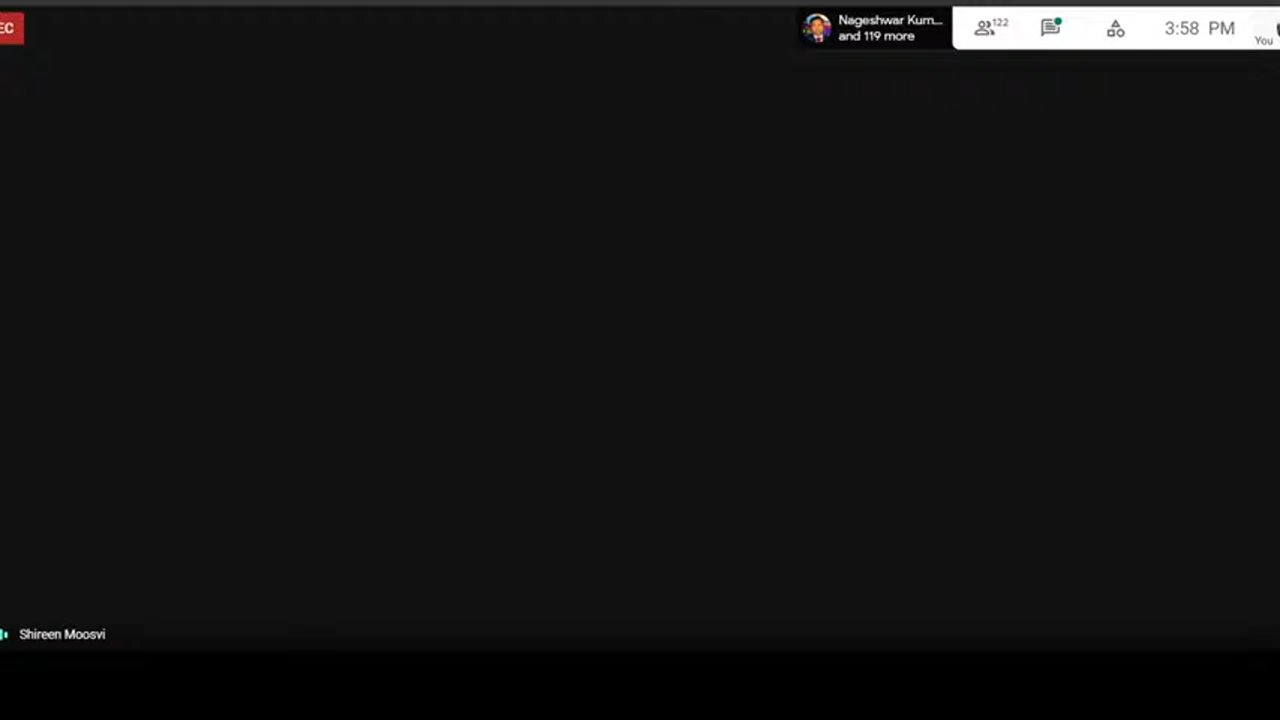 EC
Nageshwar Kum...
and 119 more
122
3:58 PM
You
Shireen Moosvi